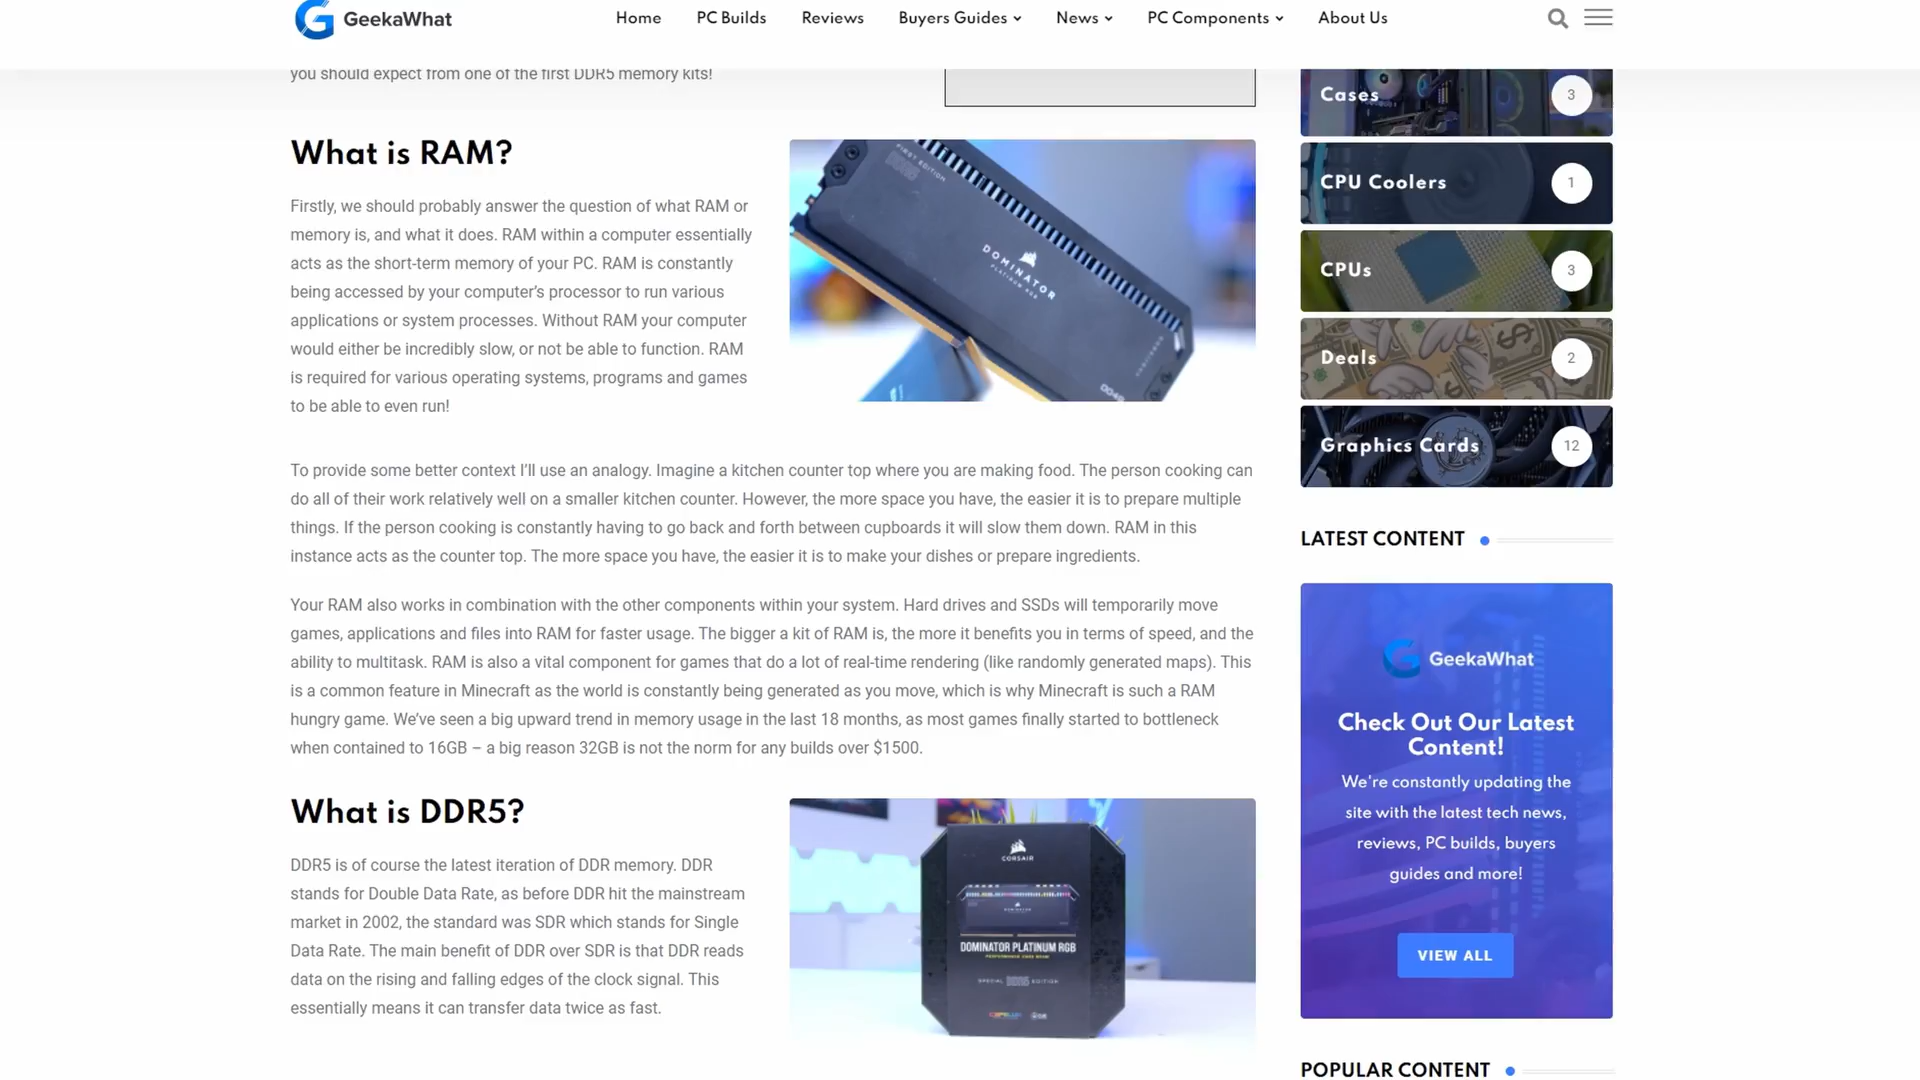 GeekaWhat
Home
PC Builds
Reviews
Buyers Guides
News
PC Components
About Us
you should expect from one of the first DDR5 memory kits!
What is RAM?
Firstly, we should probably answer the question of what RAM or
memory is, and what it does. RAM within a computer essentially
acts as the short-term memory of your PC. RAM is constantly
being accessed by your computer's processor to run various
applications or system processes. Without RAM your computer
would either be incredibly slow, or not be able to function. RAM
is required for various operating systems, programs and games
to be able to even run!
FIRST EDITION
DOMINATOR
PLATINUM RGB
To provide some better context I'll use an analogy. Imagine a kitchen counter top where you are making food. The person cooking can
do all of their work relatively well on a smaller kitchen counter. However, the more space you have, the easier it is to prepare multiple
things. If the person cooking is constantly having to go back and forth between cupboards it will slow them down. RAM in this
instance acts as the counter top. The more space you have, the easier it is to make your dishes or prepare ingredients.
Your RAM also works in combination with the other components within your system. Hard drives and SSDs will temporarily move
games, applications and files into RAM for faster usage. The bigger a kit of RAM is, the more it benefits you in terms of speed, and the
ability to multitask. RAM is also a vital component for games that do a lot of real-time rendering (like randomly generated maps). This
is a common feature in Minecraft as the world is constantly being generated as you move, which is why Minecraft is such a RAM
hungry game. We've seen a big upward trend in memory usage in the last 18 months, as most games finally started to bottleneck
when contained to 16GB – a big reason 32GB is not the norm for any builds over $1500.
What is DDR5?
DDR5 is of course the latest iteration of DDR memory. DDR
stands for Double Data Rate, as before DDR hit the mainstream
market in 2002, the standard was SDR which stands for Single
Data Rate. The main benefit of DDR over SDR is that DDR reads
data on the rising and falling edges of the clock signal. This
essentially means it can transfer data twice as fast.
CORSAIR
DOMINATOR PLATINUM RGB
SPECIAL
EDITION
Cases
3
CPU Coolers
1
CPUs
3
Deals
2
Graphics Cards
12
LATEST CONTENT
GeekaWhat
Check Out Our Latest
Content!
We're constantly updating the
site with the latest tech news,
reviews, PC builds, buyers
guides and more!
VIEW ALL
POPULAR CONTENT